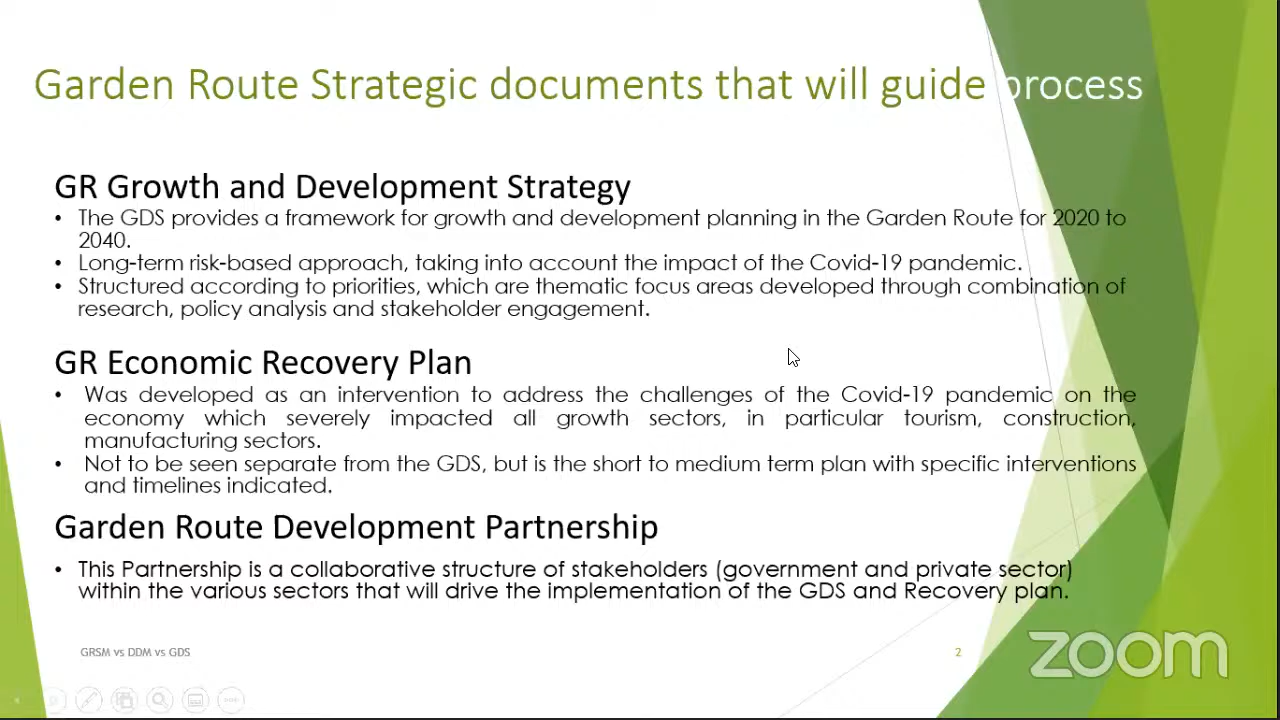 Garden Route Strategic documents that will guide process
GR Growth and Development Strategy
• The GDS provides a framework for growth and development planning in the Garden Route for 2020 to
2040.
• Long-term risk-based approach, taking into account the impact of the Covid-19 pandemic.
• Structured according to priorities, which are thematic focus areas developed through combination of
research, policy analysis and stakeholder engagement.
GR Economic Recovery Plan
• Was developed as an intervention to address the challenges of the Covid-19 pandemic on the
economy which severely impacted all growth sectors, in particular tourism, construction,
manufacturing sectors.
• Not to be seen separate from the GDS, but is the short to medium term plan with specific interventions
and timelines indicated.
Garden Route Development Partnership
• This Partnership is a collaborative structure of stakeholders (government and private sector)
within the various sectors that will drive the implementation of the GDS and Recovery plan.
GRSM vs DDM vs GDS
2
zoom